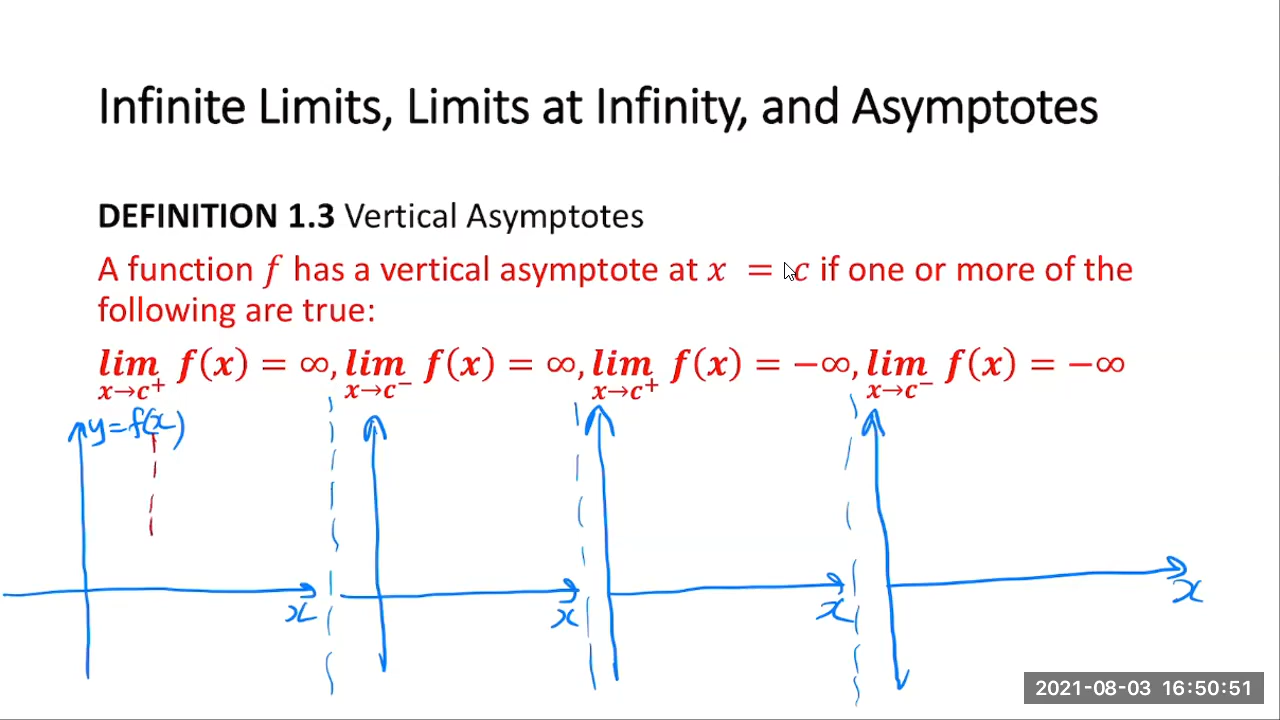 Infinite Limits, Limits at Infinity, and Asymptotes
DEFINITION 1.3 Vertical Asymptotes
A function f has a vertical asymptote at x = c if one or more of the
following are true:
lim x→c⁺ f(x) = ∞, lim x→c⁻ f(x) = ∞, lim x→c⁺ f(x) = −∞, lim x→c⁻ f(x) = −∞
y=f(x)
x
x
x
x
2021-08-03 16:50:51